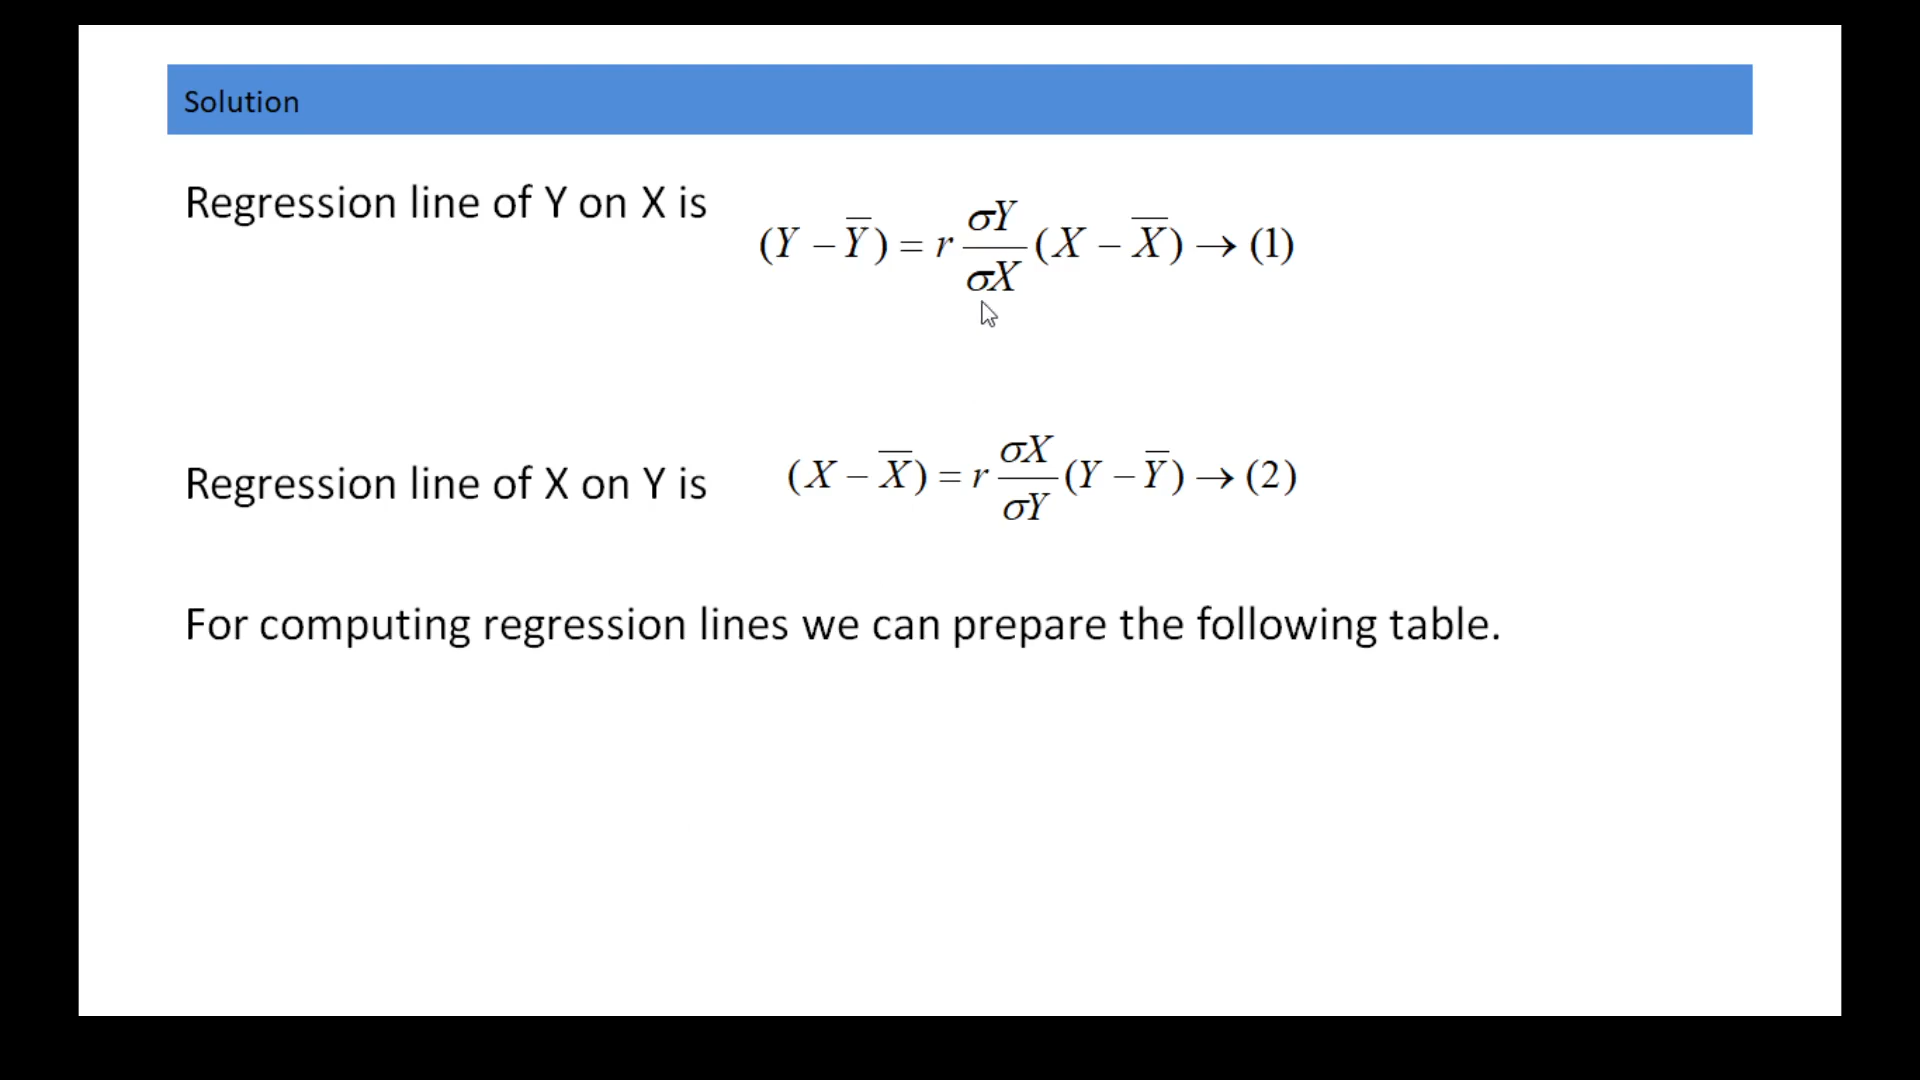 Solution
Regression line of Y on X is
(Y − Y̅) = r σY/σX (X − X̅) → (1)
Regression line of X on Y is
(X − X̅) = r σX/σY (Y − Y̅) → (2)
For computing regression lines we can prepare the following table.